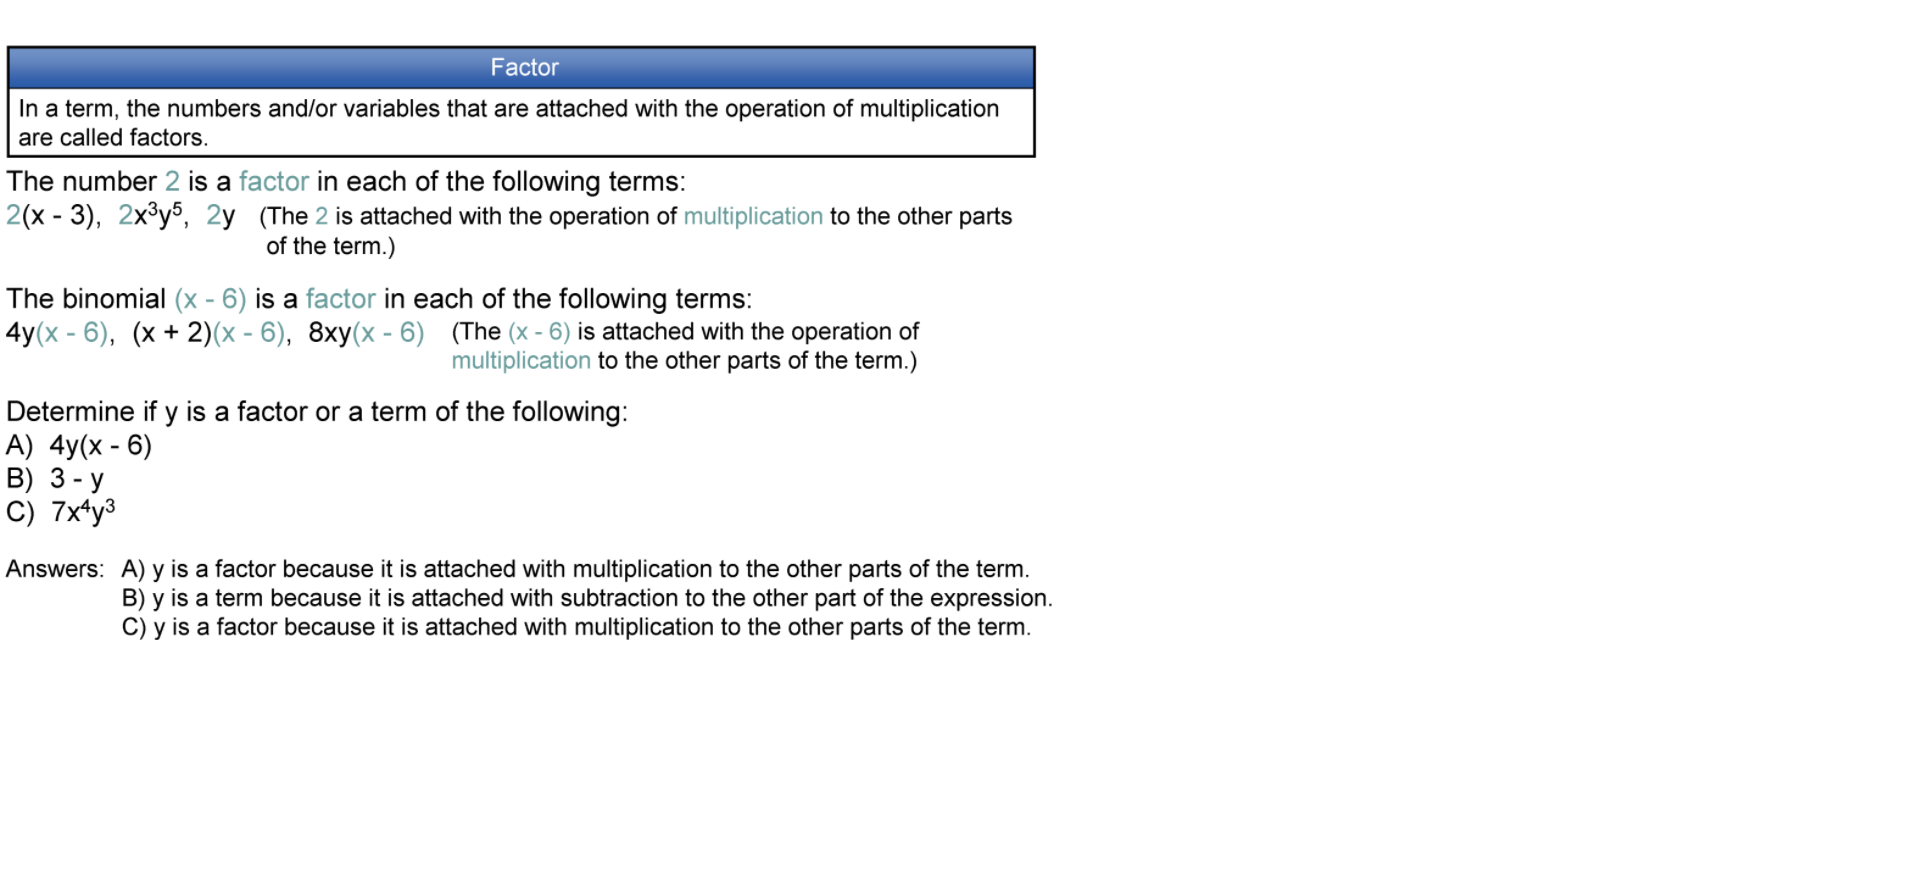 Factor
In a term, the numbers and/or variables that are attached with the operation of multiplication
are called factors.
The number 2 is a factor in each of the following terms:
2(x - 3), 2x³y⁵, 2y (The 2 is attached with the operation of multiplication to the other parts
of the term.)
The binomial (x - 6) is a factor in each of the following terms:
4y(x - 6), (x + 2)(x - 6), 8xy(x - 6) (The (x - 6) is attached with the operation of
multiplication to the other parts of the term.)
Determine if y is a factor or a term of the following:
A) 4y(x - 6)
B) 3 - y
C) 7x⁴y³
Answers: A) y is a factor because it is attached with multiplication to the other parts of the term.
B) y is a term because it is attached with subtraction to the other part of the expression.
C) y is a factor because it is attached with multiplication to the other parts of the term.